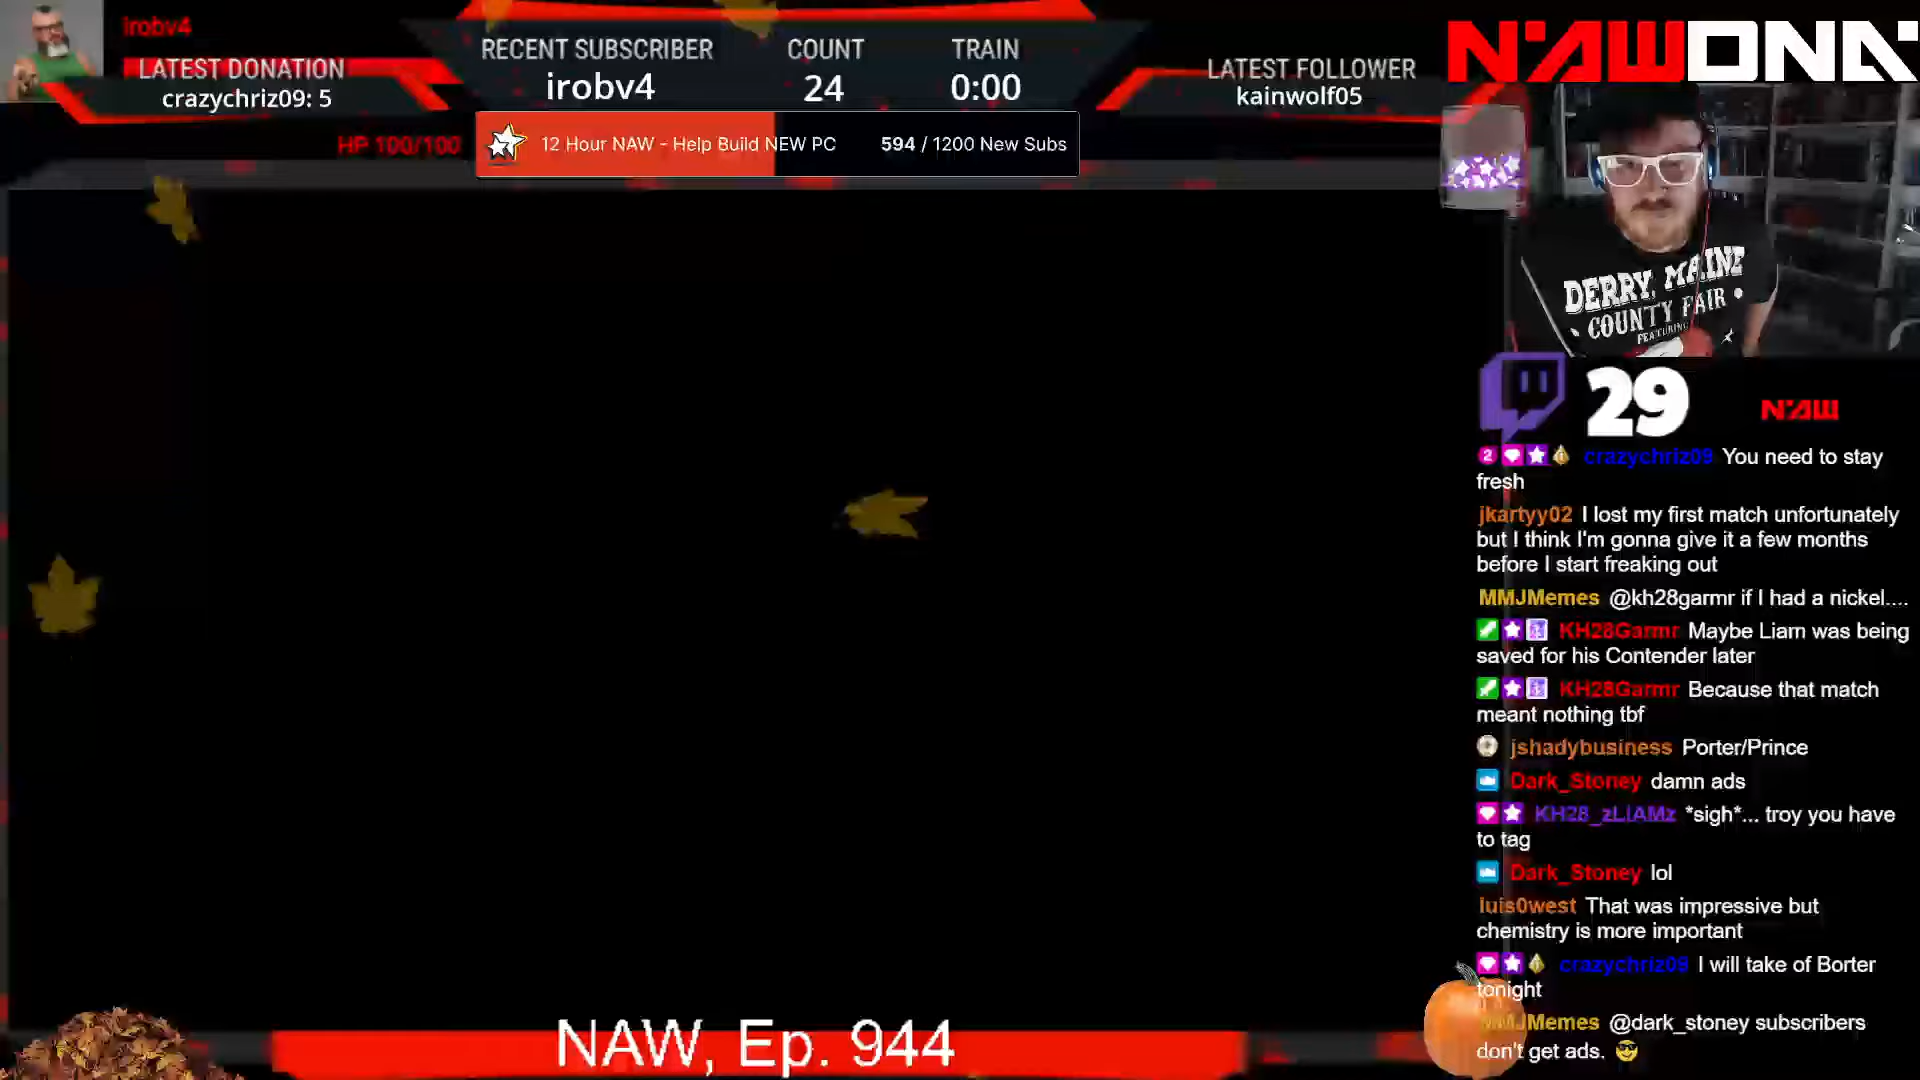 irobv4
LATEST DONATION
crazychriz09: 5
RECENT SUBSCRIBER
irobv4
COUNT
24
TRAIN
0:00
LATEST FOLLOWER
kainwolf05
NAWDNA
HP 100/100
12 Hour NAW - Help Build NEW PC
594 / 1200 New Subs
DERRY, MAINE
COUNTY FAIR
FEATURING
29
NAW
2 crazychriz09 You need to stay
fresh
jkartyy02 I lost my first match unfortunately
but I think I'm gonna give it a few months
before I start freaking out
MMJMemes @kh28garmr if I had a nickel....
KH28Garmr Maybe Liam was being
saved for his Contender later
KH28Garmr Because that match
meant nothing tbf
jshadybusiness Porter/Prince
Dark_Stoney damn ads
KH28_zLiAMz *sigh*... troy you have
to tag
Dark_Stoney lol
luis0west That was impressive but
chemistry is more important
crazychriz09 I will take of Borter
tonight
MMJMemes @dark_stoney subscribers
don't get ads. 😎
NAW, Ep. 944